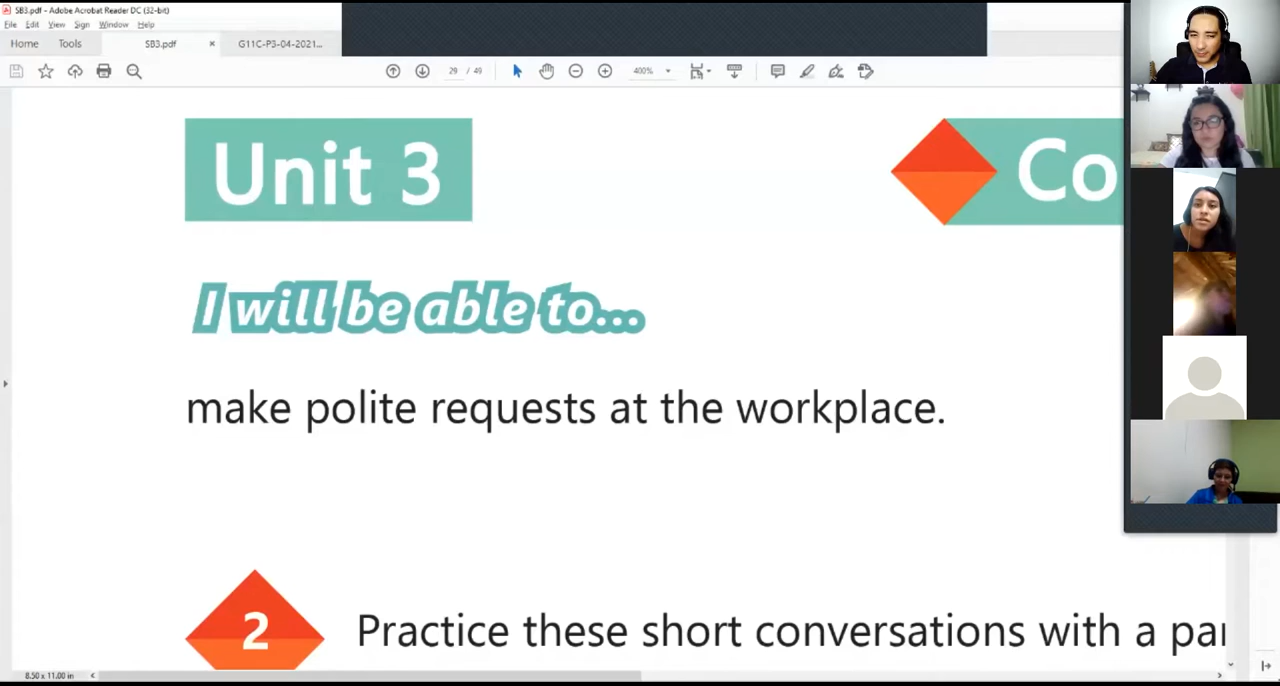 SB3.pdf - Adobe Acrobat Reader DC (32-bit)
File Edit View Sign Window Help
Home Tools SB3.pdf × G11C-P3-04-2021...
29 / 49 400%
Unit 3 Co
I will be able to...
make polite requests at the workplace.
2 Practice these short conversations with a par
8.50 x 11.00 in